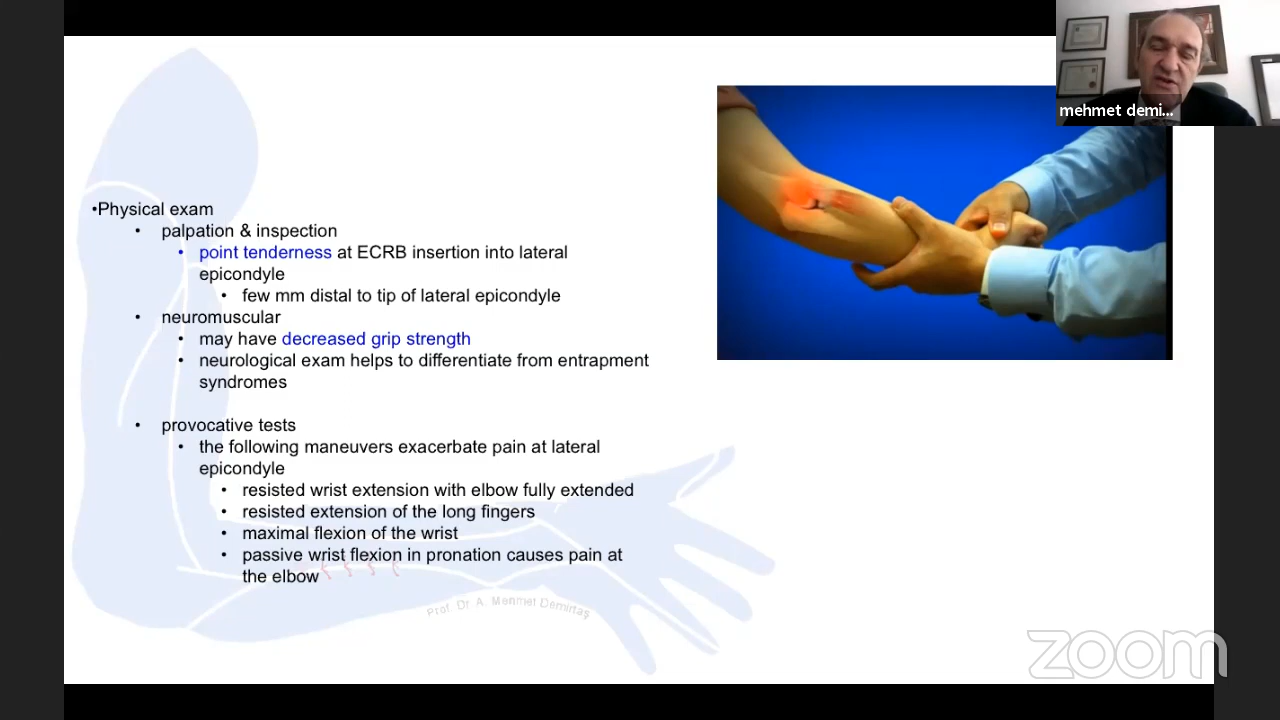 mehmet demi...
•Physical exam
• palpation & inspection
• point tenderness at ECRB insertion into lateral
epicondyle
• few mm distal to tip of lateral epicondyle
• neuromuscular
• may have decreased grip strength
• neurological exam helps to differentiate from entrapment
syndromes
• provocative tests
• the following maneuvers exacerbate pain at lateral
epicondyle
• resisted wrist extension with elbow fully extended
• resisted extension of the long fingers
• maximal flexion of the wrist
• passive wrist flexion in pronation causes pain at
the elbow
Prof. Dr. A. Mehmet Demirtaş
zoom